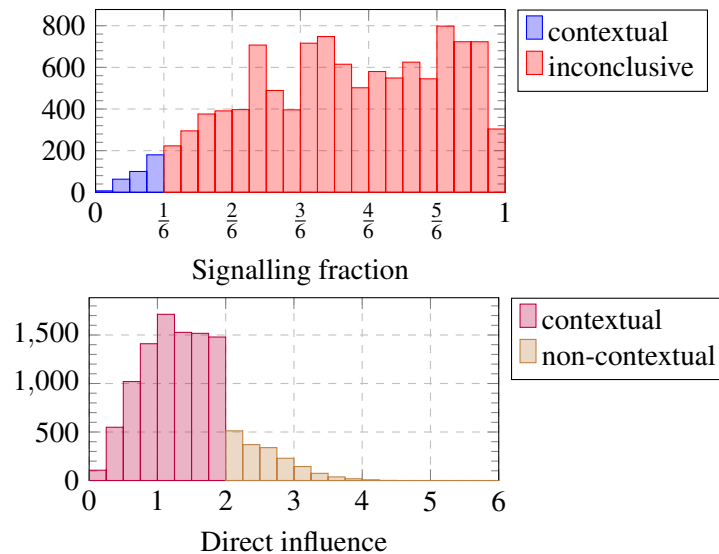 800
600
400
200
0
0 1/6 2/6 3/6 4/6 5/6 1
Signalling fraction
contextual
inconclusive
1,500
1,000
500
0
0 1 2 3 4 5 6
Direct influence
contextual
non-contextual